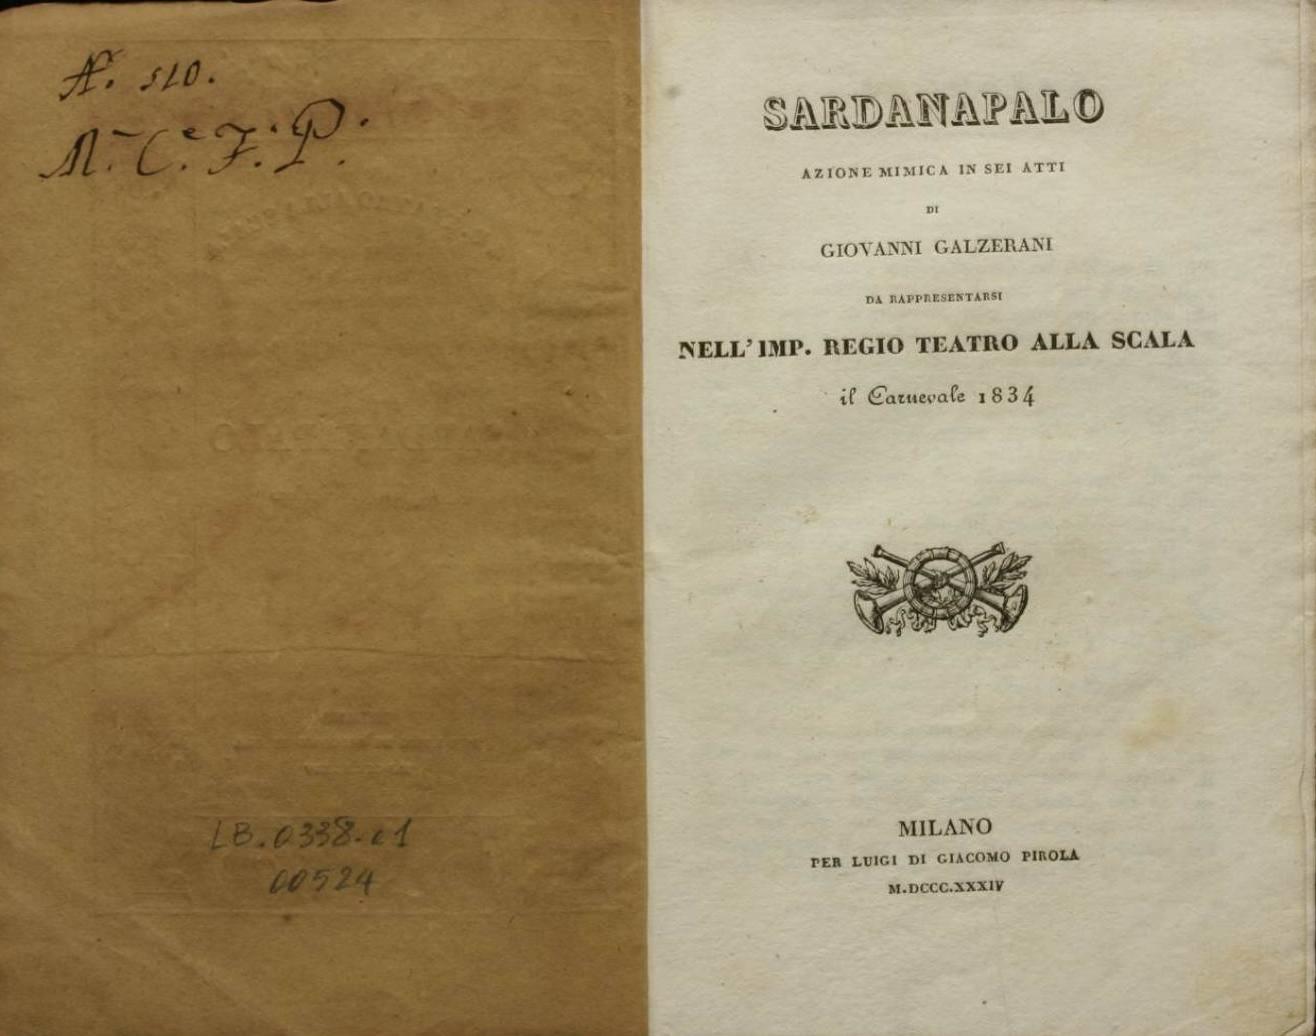 510.
M. C. F. P.
LB.0338.c1
00524
SARDANAPALO
AZIONE MIMICA IN SEI ATTI
DI
GIOVANNI GALZERANI
DA RAPPRESENTARSI
NELL' IMP. REGIO TEATRO ALLA SCALA
il Carnevale 1834
MILANO
PER LUIGI DI GIACOMO PIROLA
M.DCCC.XXXIV